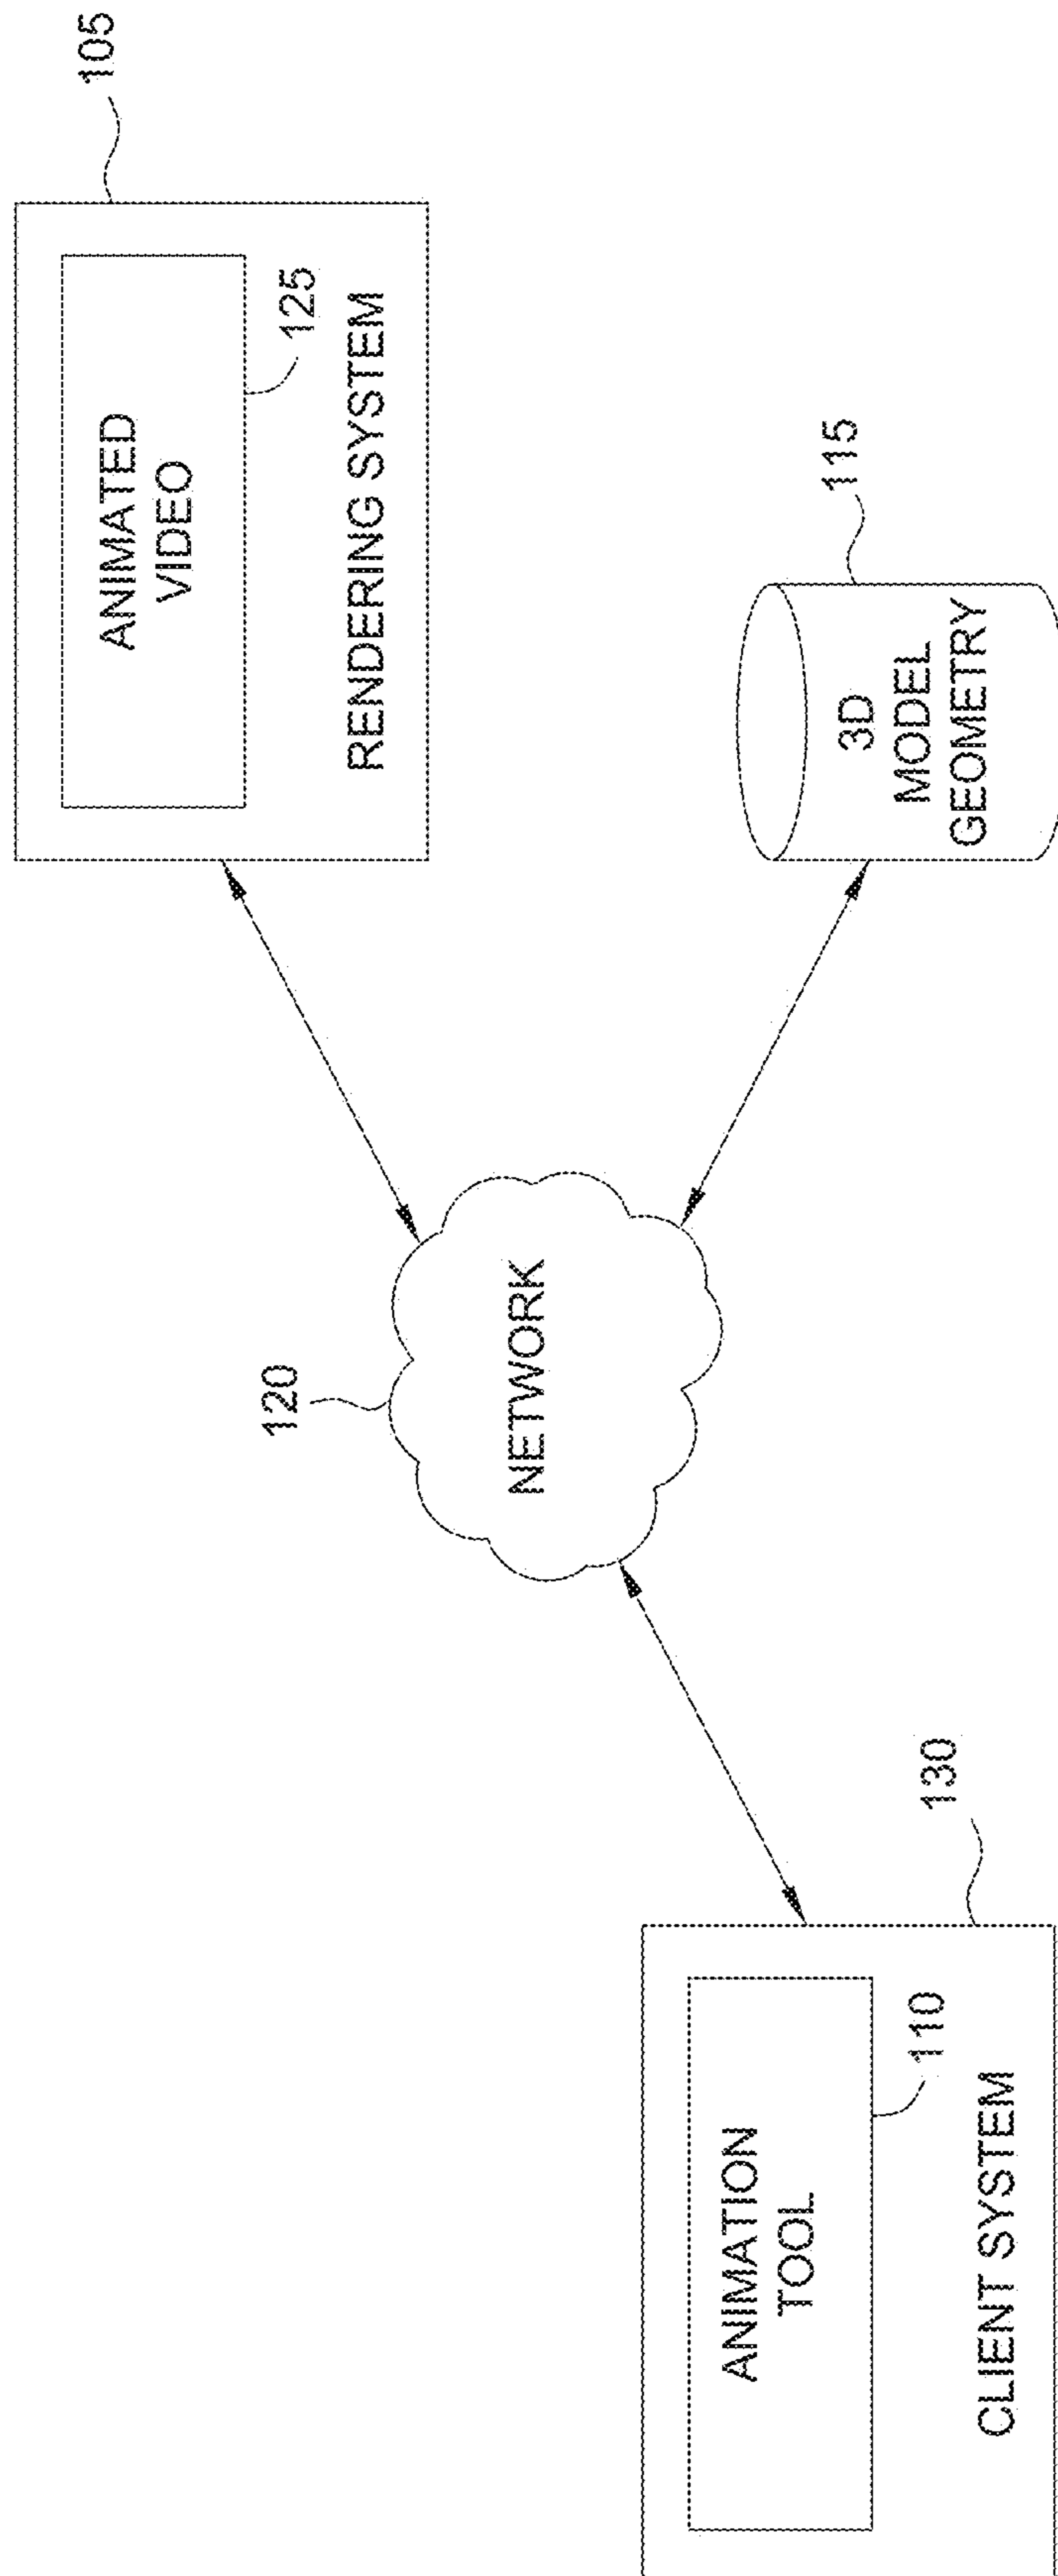 120
NETWORK
ANIMATED
VIDEO
125
RENDERING SYSTEM
105
ANIMATION
TOOL
110
CLIENT SYSTEM
130
3D
MODEL
GEOMETRY
115